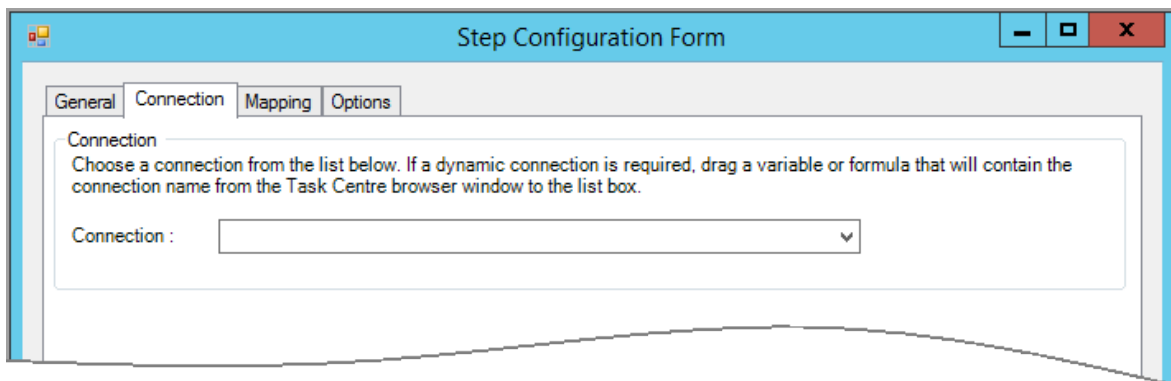 Step Configuration Form
General Connection Mapping Options
Connection
Choose a connection from the list below. If a dynamic connection is required, drag a variable or formula that will contain the
connection name from the Task Centre browser window to the list box.
Connection :